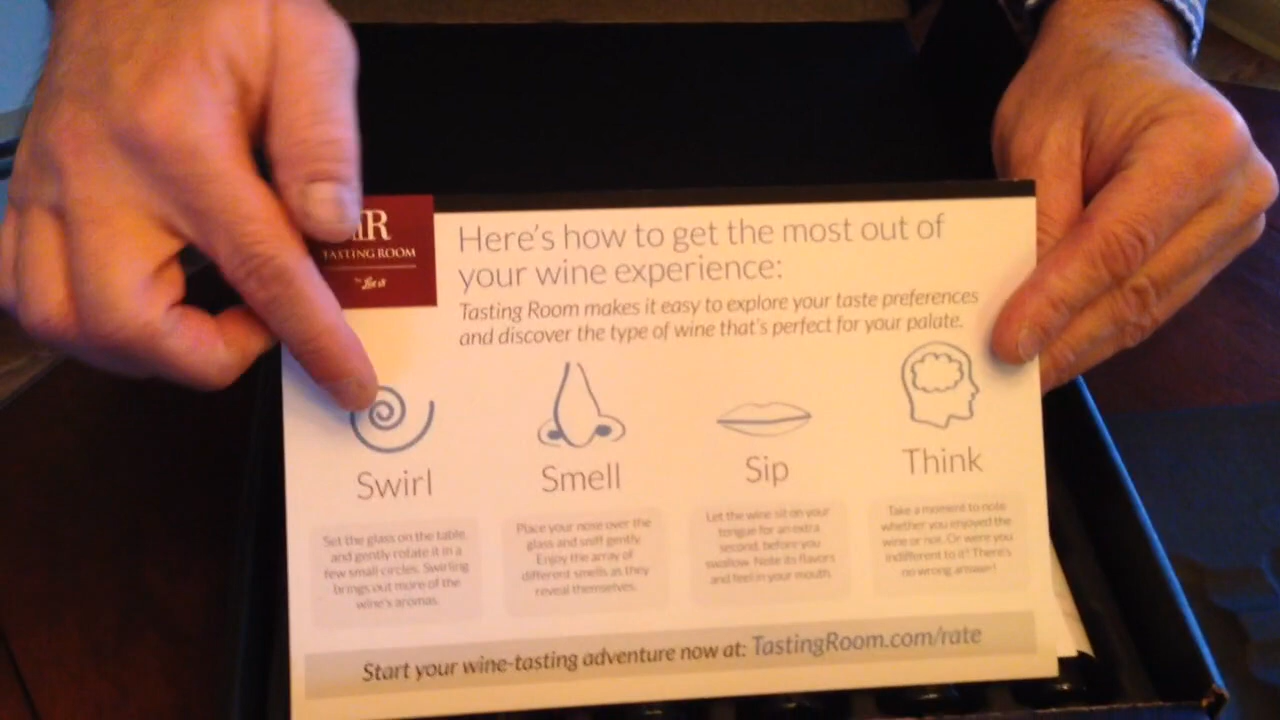 TASTING ROOM
by Lot18
Here's how to get the most out of
your wine experience:
Tasting Room makes it easy to explore your taste preferences
and discover the type of wine that's perfect for your palate.
Swirl
Smell
Sip
Think
Set the glass on the table,
and gently rotate it in a
few small circles. Swirling
brings out more of the
wine's aromas.
Place your nose over the
glass and sniff gently.
Enjoy the array of
different smells as they
reveal themselves.
Let the wine sit on your
tongue for an extra
second, before you
swallow. Note its flavors
and feel in your mouth.
Take a moment to note
whether you enjoyed the
wine or not. Or were you
indifferent to it? There's
no wrong answer!
Start your wine-tasting adventure now at: TastingRoom.com/rate